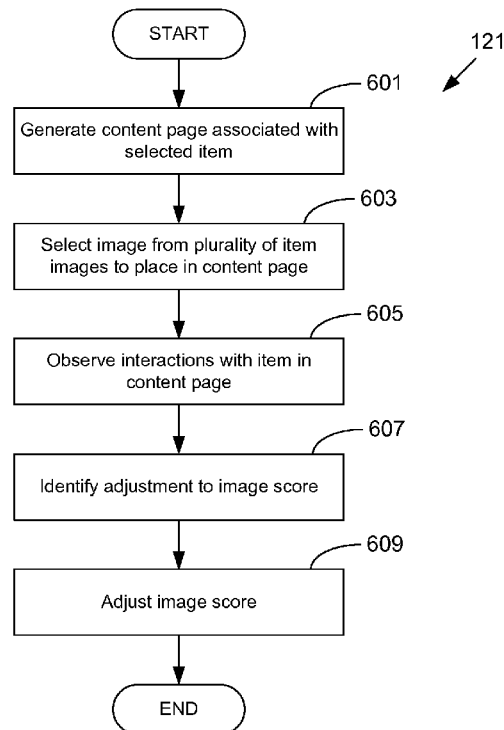 START
121
601
Generate content page associated with
selected item
603
Select image from plurality of item
images to place in content page
605
Observe interactions with item in
content page
607
Identify adjustment to image score
609
Adjust image score
END